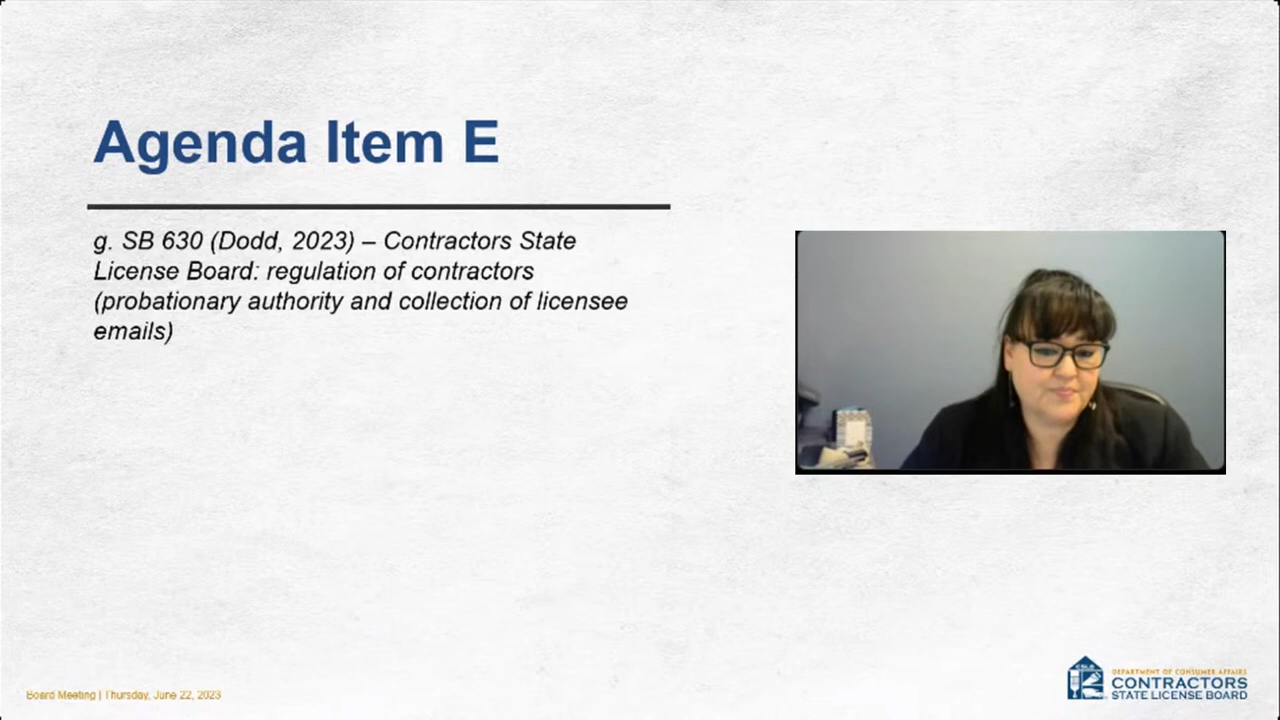 Agenda Item E
g. SB 630 (Dodd, 2023) – Contractors State
License Board: regulation of contractors
(probationary authority and collection of licensee
emails)
Board Meeting | Thursday, June 22, 2023
CSLB
DEPARTMENT OF CONSUMER AFFAIRS
CONTRACTORS
STATE LICENSE BOARD